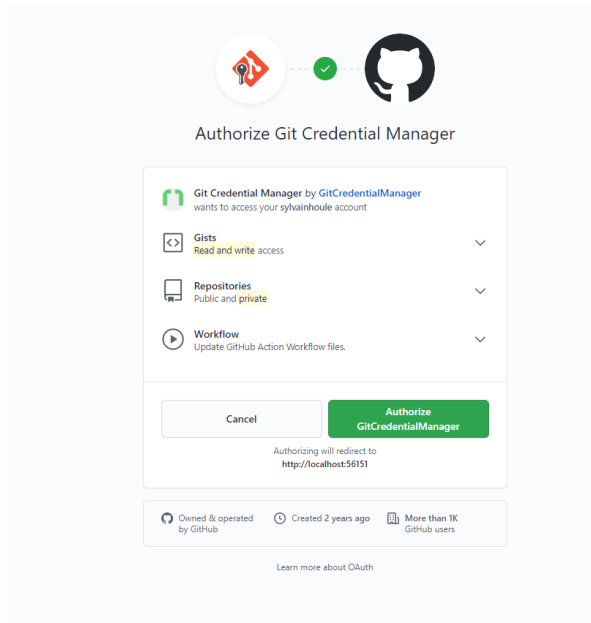 Authorize Git Credential Manager
Git Credential Manager by GitCredentialManager
wants to access your sylvainhoule account
Gists
Read and write access
Repositories
Public and private
Workflow
Update GitHub Action Workflow files.
Cancel
Authorize
GitCredentialManager
Authorizing will redirect to
http://localhost:56151
Owned & operated
by GitHub
Created 2 years ago
More than 1K
GitHub users
Learn more about OAuth